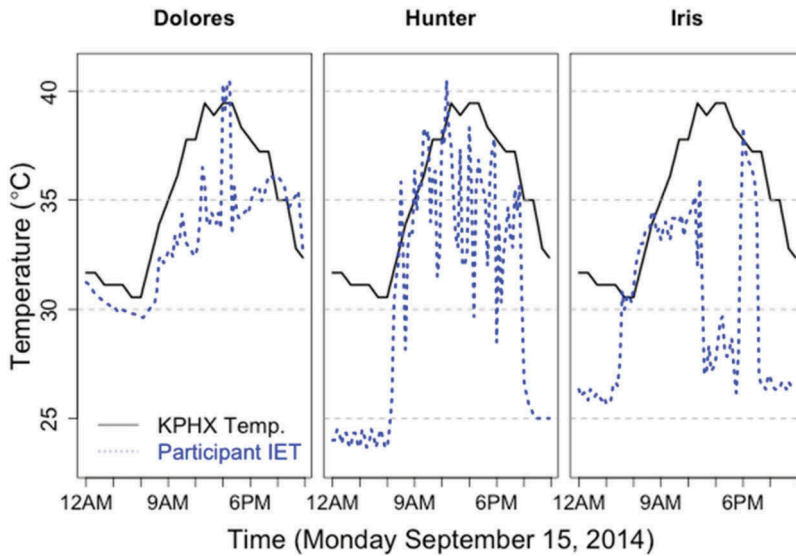 Dolores
Hunter
Iris
Temperature (°C)
40
35
30
25
KPHX Temp.
Participant IET
12AM 9AM 6PM
12AM 9AM 6PM
12AM 9AM 6PM
Time (Monday September 15, 2014)